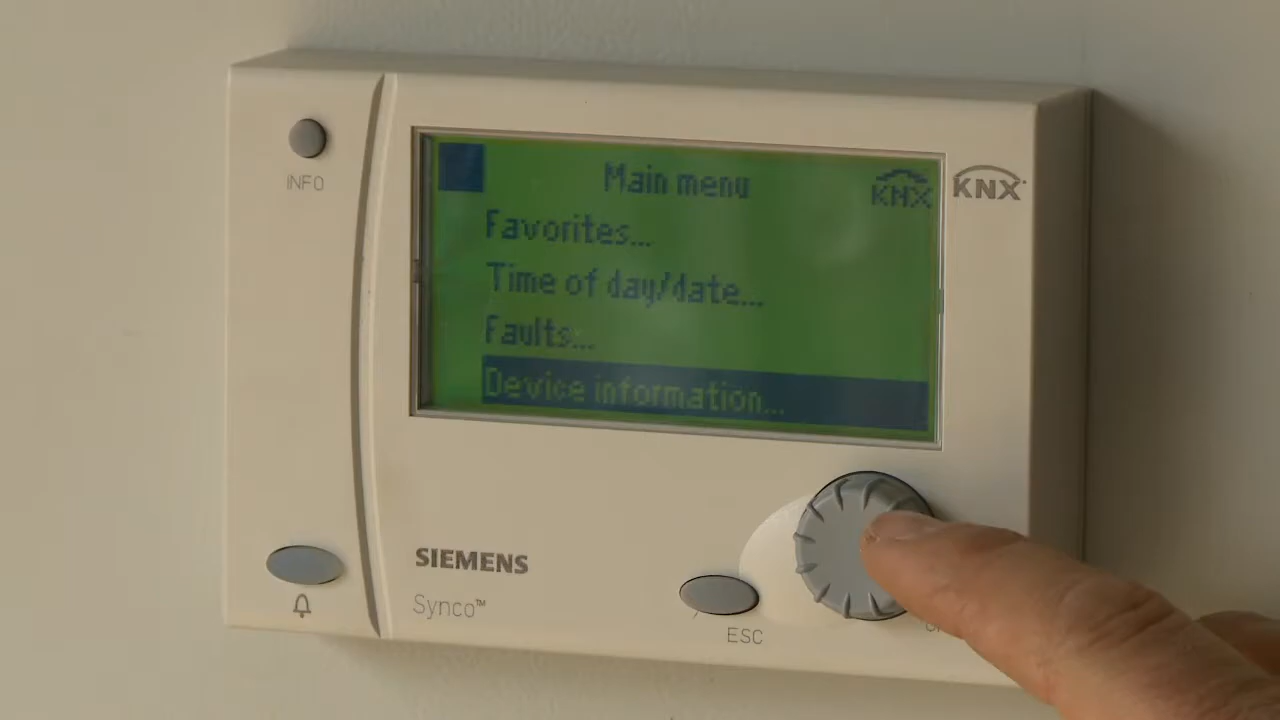 INFO
Main menu
KNX
KNX
Favorites...
Time of day/date...
Faults...
Device information...
SIEMENS
Synco™
ESC